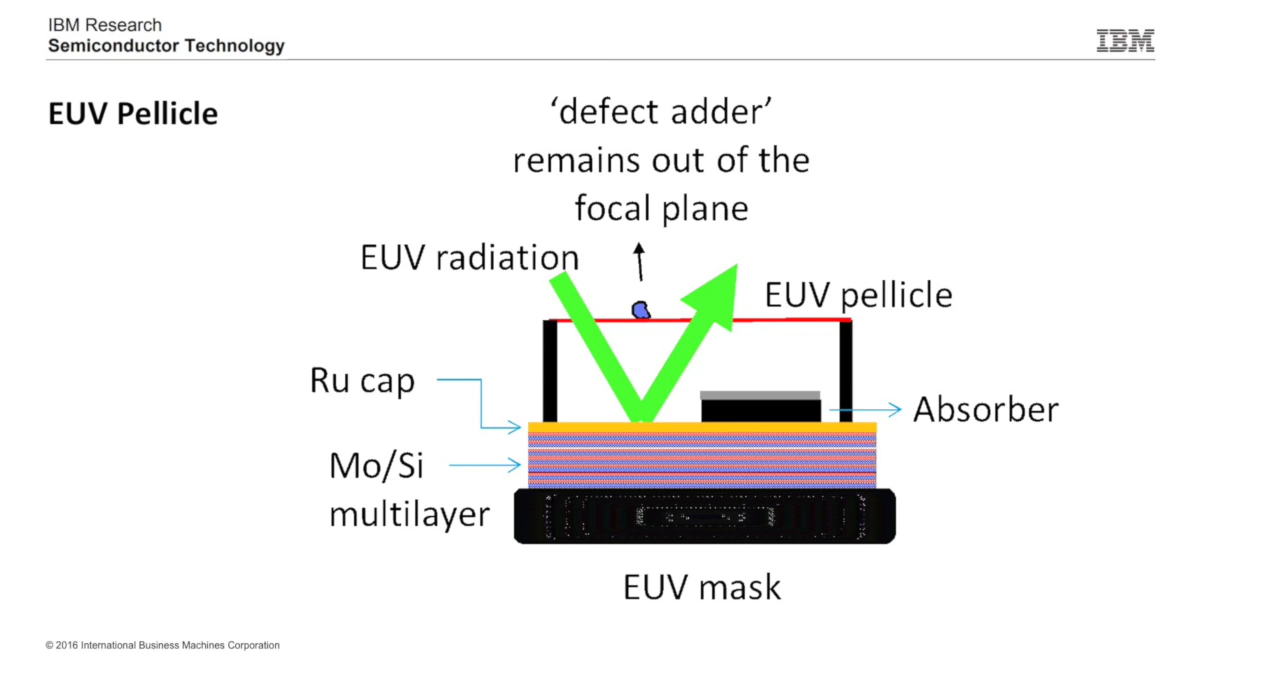 IBM Research
Semiconductor Technology
IBM
EUV Pellicle
‘defect adder’
remains out of the
focal plane
EUV radiation
EUV pellicle
Ru cap
Absorber
Mo/Si
multilayer
EUV mask
© 2016 International Business Machines Corporation